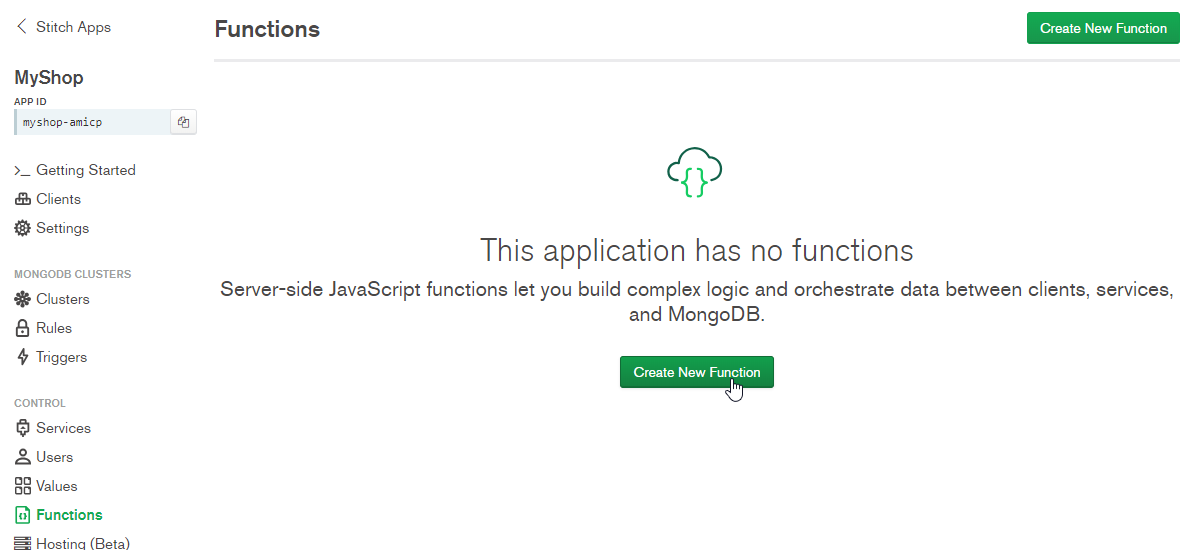 Stitch Apps
MyShop
APP ID
myshop-amicp
>_ Getting Started
Clients
Settings
MONGODB CLUSTERS
Clusters
Rules
Triggers
CONTROL
Services
Users
Values
Functions
Hosting (Beta)
Functions
Create New Function
{}
This application has no functions
Server-side JavaScript functions let you build complex logic and orchestrate data between clients, services,
and MongoDB.
Create New Function